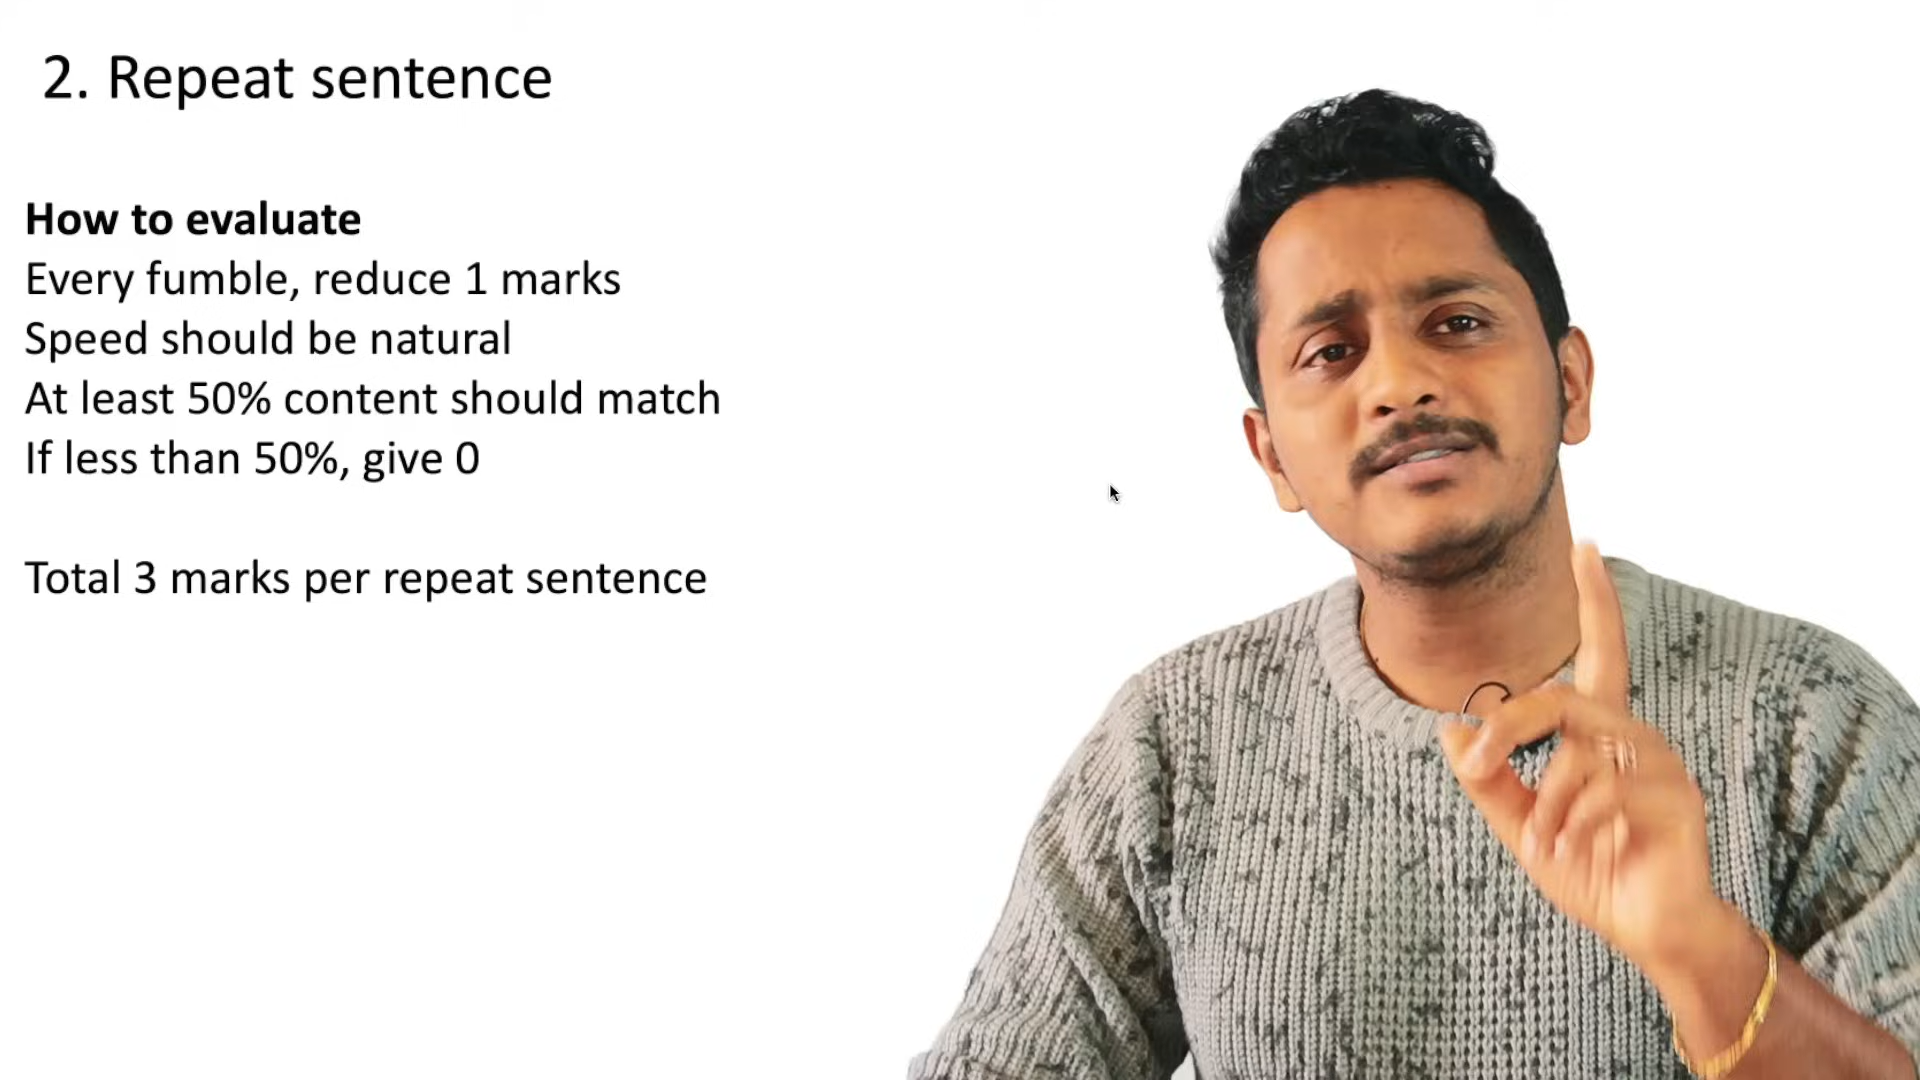 2. Repeat sentence
How to evaluate
Every fumble, reduce 1 marks
Speed should be natural
At least 50% content should match
If less than 50%, give 0
Total 3 marks per repeat sentence